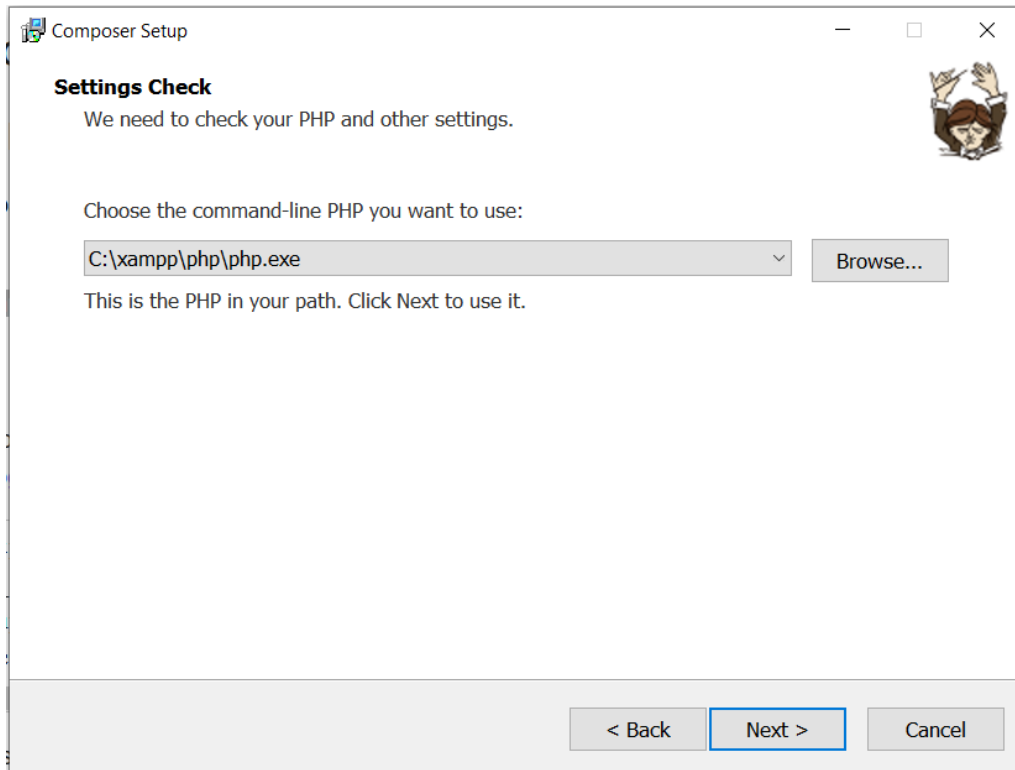 Composer Setup
Settings Check
We need to check your PHP and other settings.
Choose the command-line PHP you want to use:
C:\xampp\php\php.exe
Browse...
This is the PHP in your path. Click Next to use it.
< Back
Next >
Cancel